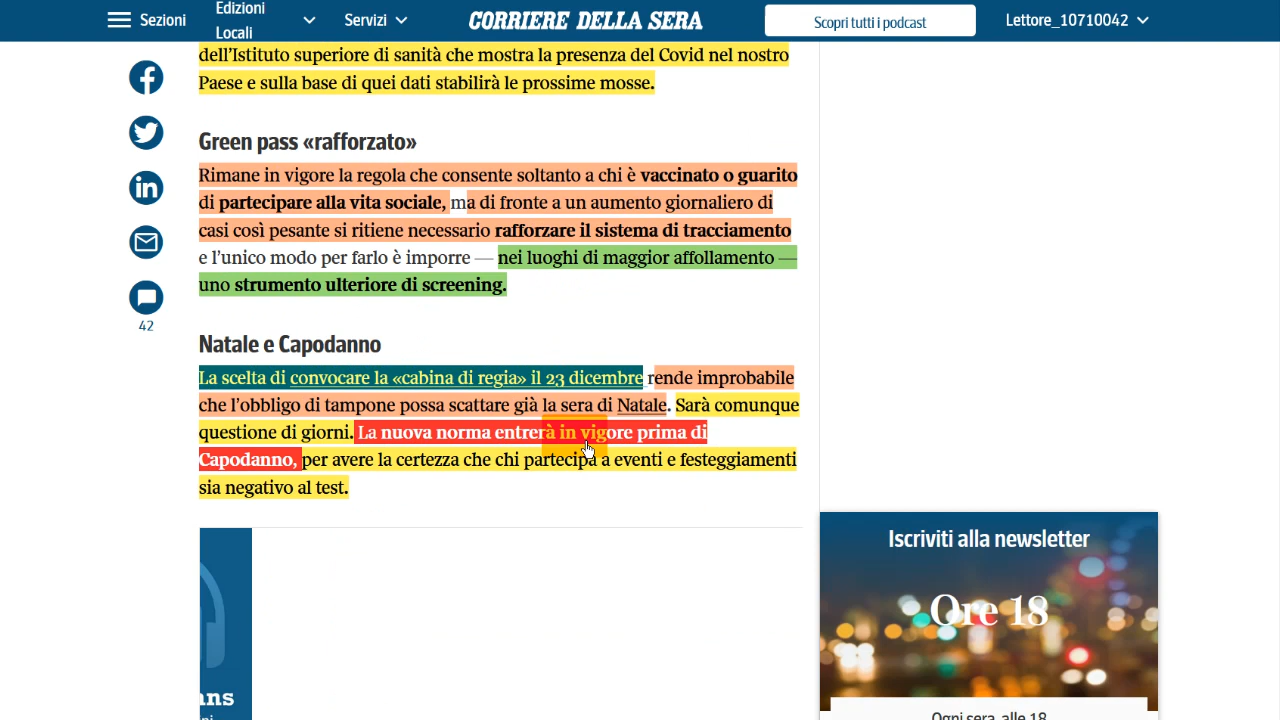 Sezioni
Edizioni
Locali
Servizi
CORRIERE DELLA SERA
Scopri tutti i podcast
Lettore_10710042
dell'Istituto superiore di sanità che mostra la presenza del Covid nel nostro
Paese e sulla base di quei dati stabilirà le prossime mosse.
Green pass «rafforzato»
Rimane in vigore la regola che consente soltanto a chi è vaccinato o guarito
di partecipare alla vita sociale, ma di fronte a un aumento giornaliero di
casi così pesante si ritiene necessario rafforzare il sistema di tracciamento
e l'unico modo per farlo è imporre — nei luoghi di maggior affollamento —
uno strumento ulteriore di screening.
42
Natale e Capodanno
La scelta di convocare la «cabina di regia» il 23 dicembre rende improbabile
che l'obbligo di tampone possa scattare già la sera di Natale. Sarà comunque
questione di giorni. La nuova norma entrerà in vigore prima di
Capodanno, per avere la certezza che chi partecipa a eventi e festeggiamenti
sia negativo al test.
Iscriviti alla newsletter
Ore 18
Ogni sera, alle 18
ans